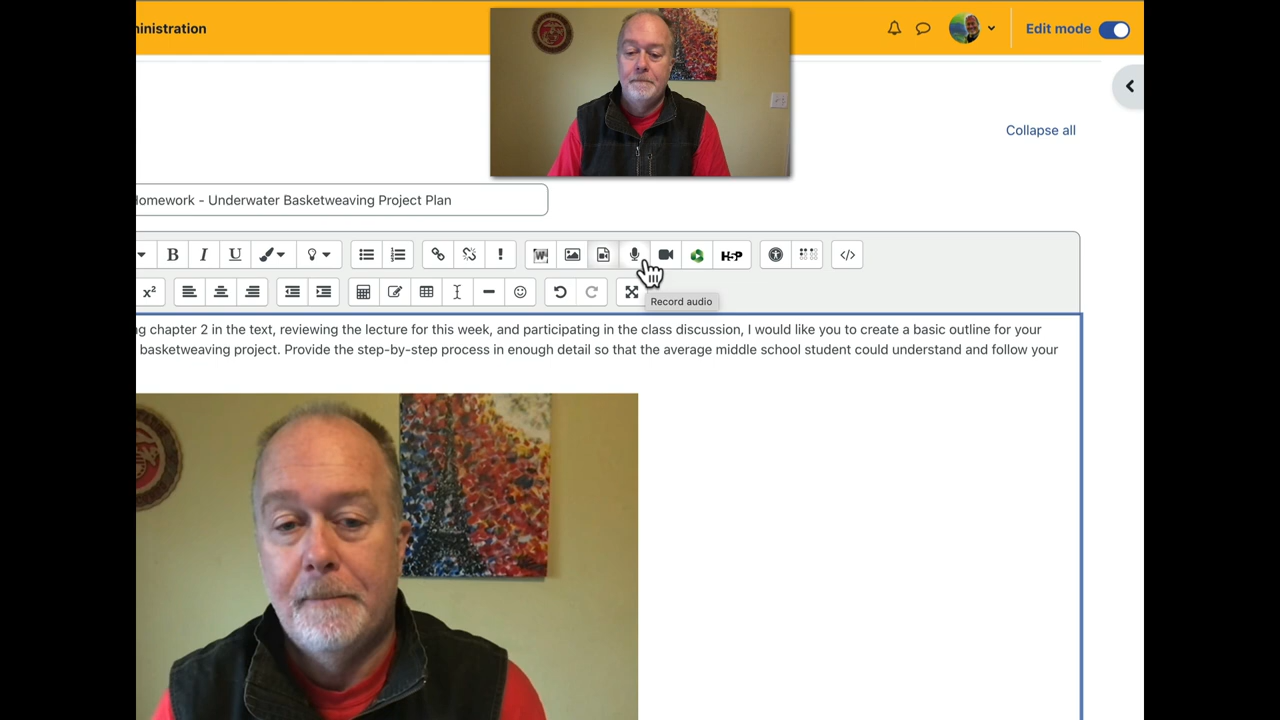 inistration
Edit mode
Collapse all
omework - Underwater Basketweaving Project Plan
B I U
H-P
</>
x²
Record audio
g chapter 2 in the text, reviewing the lecture for this week, and participating in the class discussion, I would like you to create a basic outline for your
basketweaving project. Provide the step-by-step process in enough detail so that the average middle school student could understand and follow your